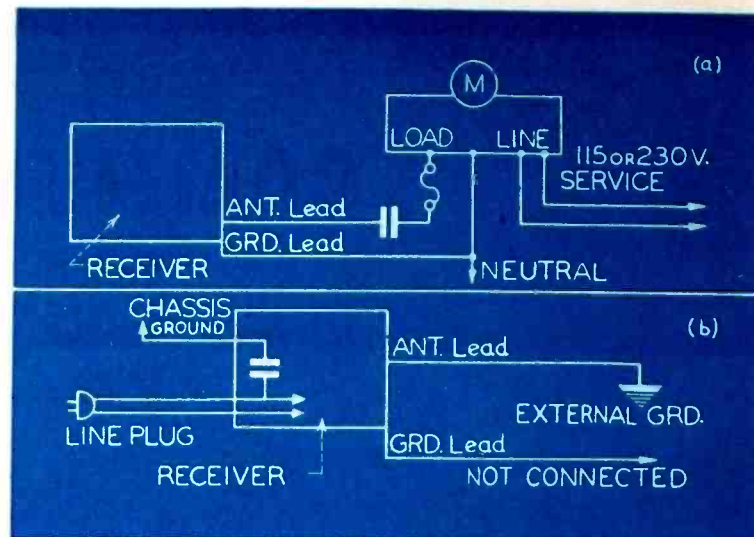 (a)
M
LOAD LINE
115 OR 230 V.
SERVICE
ANT. Lead
GRD. Lead
RECEIVER
NEUTRAL
CHASSIS
GROUND
(b)
ANT. Lead
EXTERNAL GRD.
LINE PLUG
GRD. Lead
RECEIVER
NOT CONNECTED